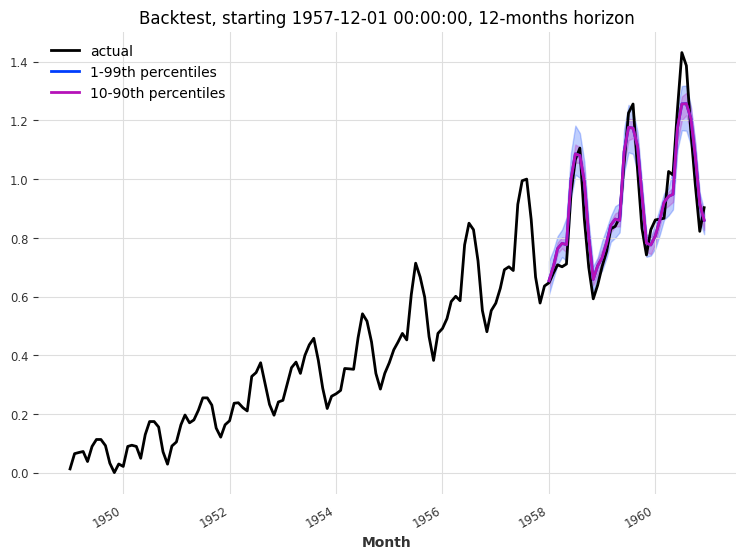 Backtest, starting 1957-12-01 00:00:00, 12-months horizon
actual
1-99th percentiles
10-90th percentiles
1.4
1.2
1.0
0.8
0.6
0.4
0.2
0.0
1950
1952
1954
1956
1958
1960
Month